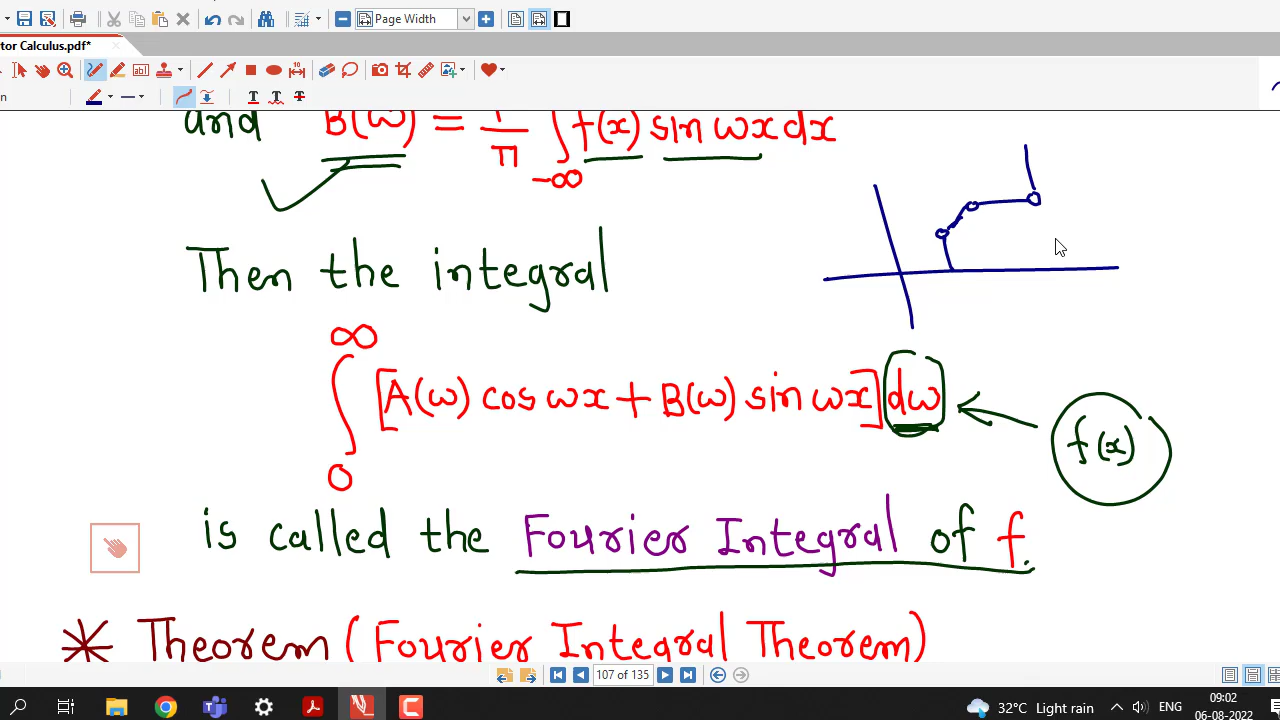 Page Width
tor Calculus.pdf*
and B(ω) = 1/π ∫ f(x) sin ωx dx
-∞
Then the integral
∞
∫ [A(ω) cos ωx + B(ω) sin ωx] dω
0
f(x)
is called the Fourier Integral of f.
* Theorem (Fourier Integral Theorem)
107 of 135
32°C Light rain
09:02
06-08-2022